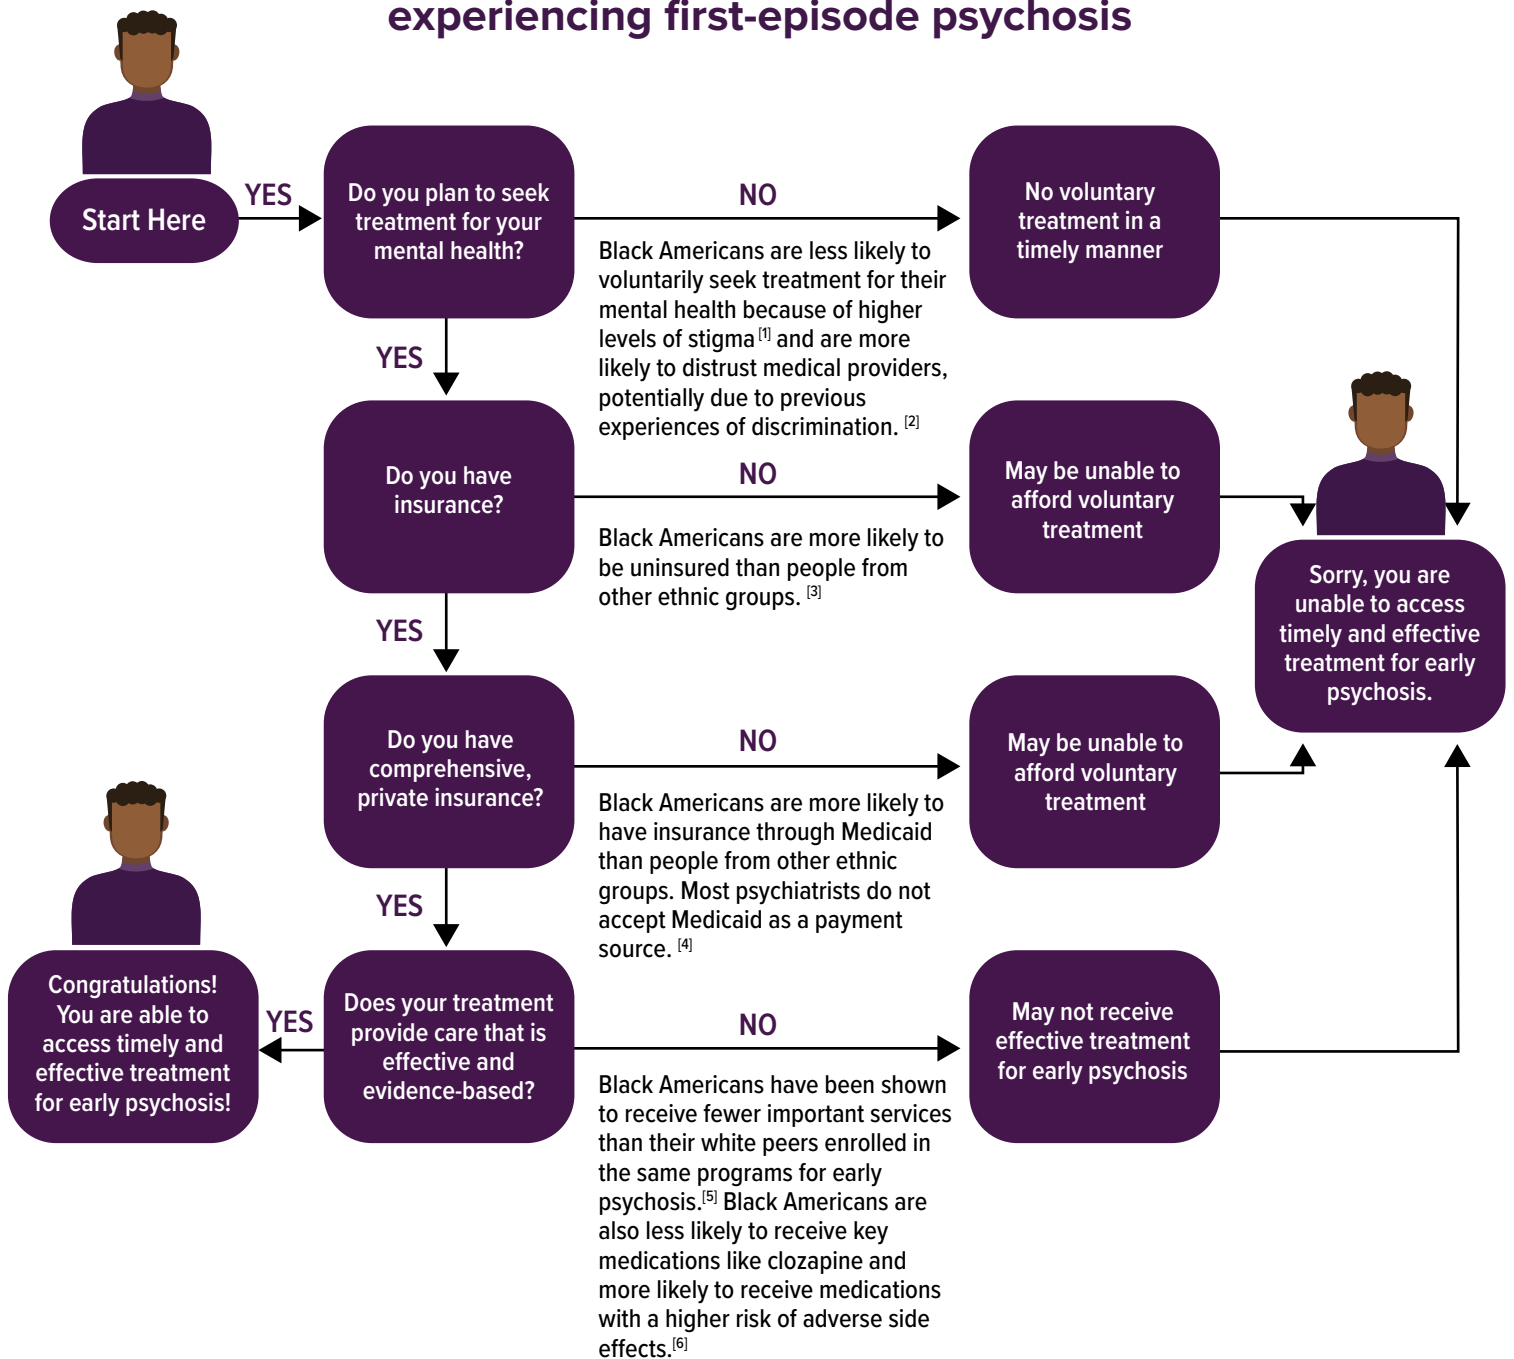 experiencing first-episode psychosis
Start Here
YES
Do you plan to seek
treatment for your
mental health?
NO
No voluntary
treatment in a
timely manner
Black Americans are less likely to
voluntarily seek treatment for their
mental health because of higher
levels of stigma [1] and are more
likely to distrust medical providers,
potentially due to previous
experiences of discrimination. [2]
YES
Do you have
insurance?
NO
May be unable to
afford voluntary
treatment
Black Americans are more likely to
be uninsured than people from
other ethnic groups. [3]
Sorry, you are
unable to access
timely and effective
treatment for early
psychosis.
YES
Do you have
comprehensive,
private insurance?
NO
May be unable to
afford voluntary
treatment
Black Americans are more likely to
have insurance through Medicaid
than people from other ethnic
groups. Most psychiatrists do not
accept Medicaid as a payment
source. [4]
YES
Does your treatment
provide care that is
effective and
evidence-based?
YES
Congratulations!
You are able to
access timely and
effective treatment
for early psychosis!
NO
May not receive
effective treatment
for early psychosis
Black Americans have been shown
to receive fewer important services
than their white peers enrolled in
the same programs for early
psychosis.[5] Black Americans are
also less likely to receive key
medications like clozapine and
more likely to receive medications
with a higher risk of adverse side
effects.[6]